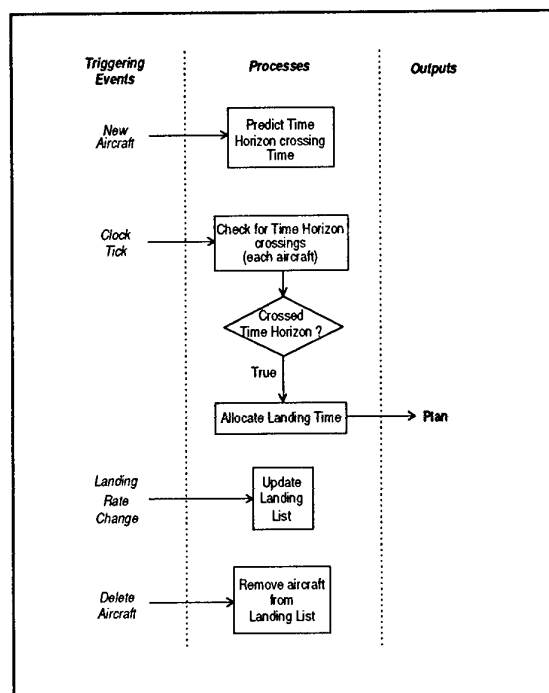 Triggering
Events
Processes
Outputs
New
Aircraft
Predict Time
Horizon crossing
Time
Clock
Tick
Check for Time Horizon
crossings
(each aircraft)
Crossed
Time Horizon ?
True
Allocate Landing Time
Plan
Landing
Rate
Change
Update
Landing
List
Delete
Aircraft
Remove aircraft
from
Landing List